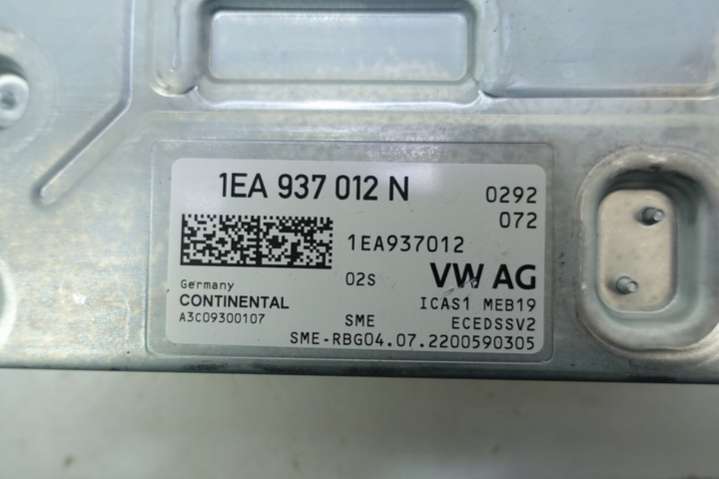 1EA 937 012 N 0292
072
1EA937012
02S VW AG
Germany
CONTINENTAL ICAS1 MEB19
A3C09300107 SME ECEDSSV2
SME-RBG04.07.2200590305